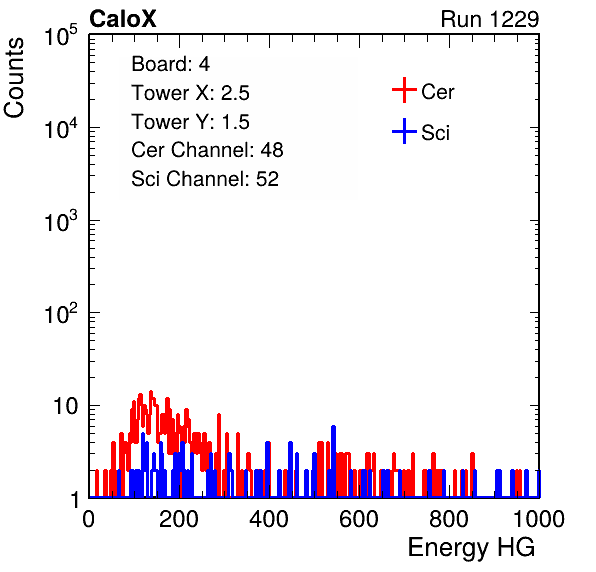 CaloX Run 1229
Counts
10^5
10^4
10^3
10^2
10
1
Board: 4
Tower X: 2.5
Tower Y: 1.5
Cer Channel: 48
Sci Channel: 52
Cer
Sci
0 200 400 600 800 1000
Energy HG